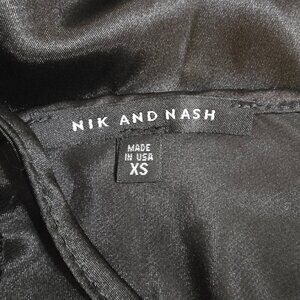 NIK AND NASH
MADE
IN USA
XS